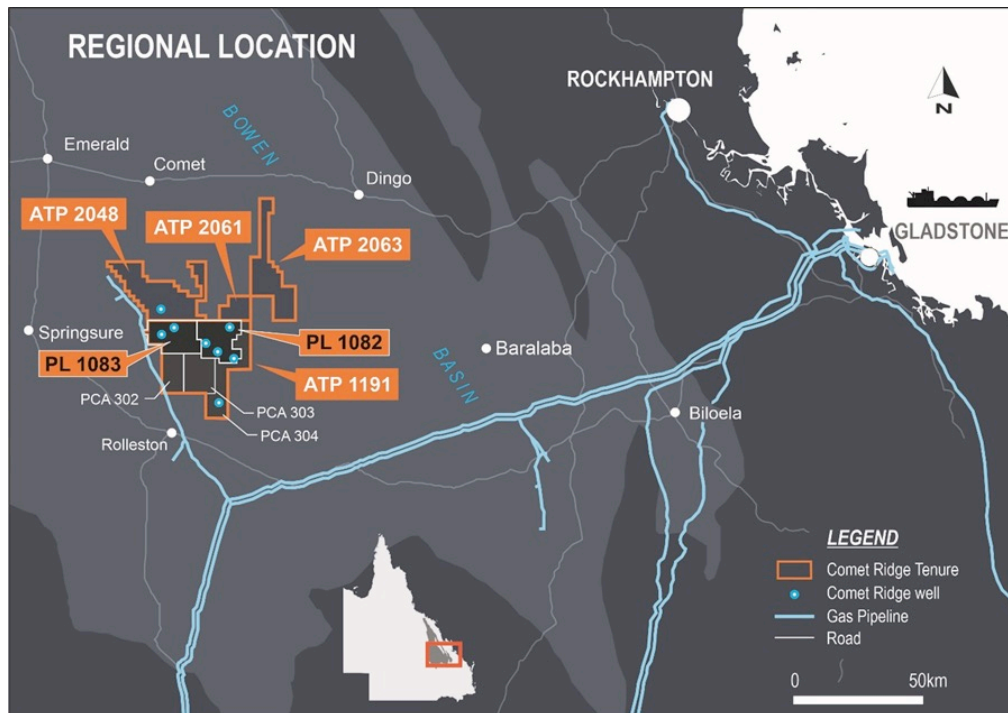 REGIONAL LOCATION
ROCKHAMPTON
N
BOWEN
Emerald
Comet
Dingo
ATP 2048
ATP 2061
ATP 2063
GLADSTONE
Springsure
PL 1083
PL 1082
Baralaba
BASIN
ATP 1191
PCA 302
PCA 303
PCA 304
Biloela
Rolleston
LEGEND
Comet Ridge Tenure
Comet Ridge well
Gas Pipeline
Road
0 50km